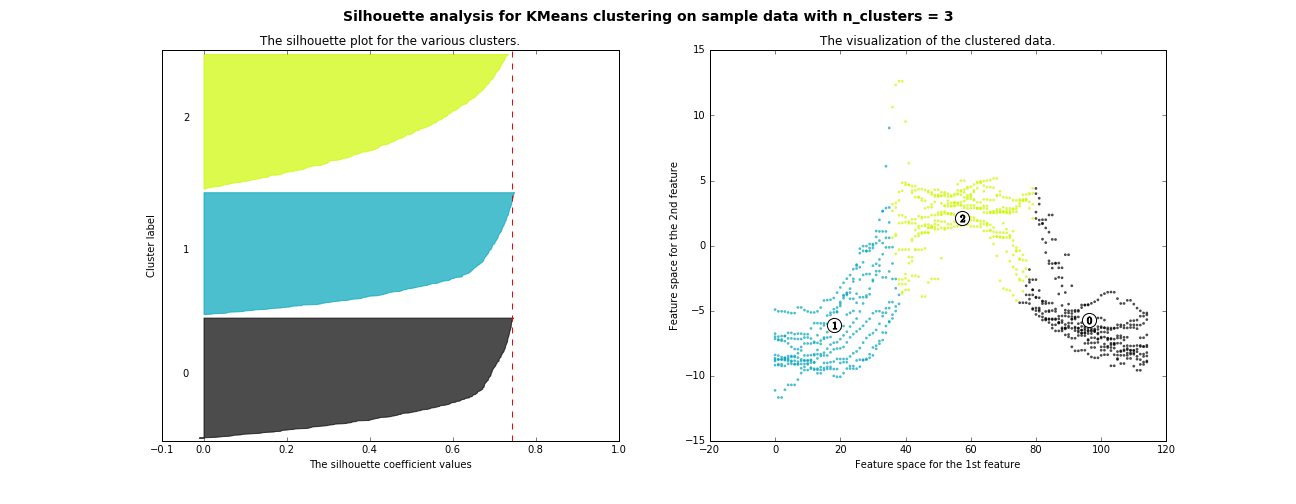 Silhouette analysis for KMeans clustering on sample data with n_clusters = 3
The silhouette plot for the various clusters.
2
1
0
Cluster label
−0.1 0.0 0.2 0.4 0.6 0.8 1.0
The silhouette coefficient values
The visualization of the clustered data.
15
10
5
0
−5
−10
−15
Feature space for the 2nd feature
2
1
0
−20 0 20 40 60 80 100 120
Feature space for the 1st feature